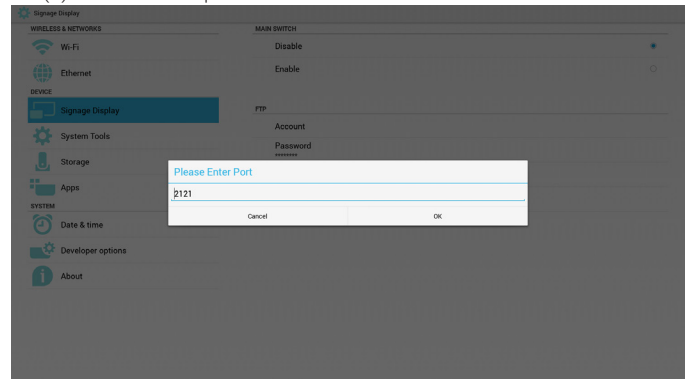 Signage Display
WIRELESS & NETWORKS
Wi-Fi
Ethernet
DEVICE
Signage Display
System Tools
Storage
Apps
SYSTEM
Date & time
Developer options
About
MAIN SWITCH
Disable
Enable
FTP
Account
Password
********
Please Enter Port
2121
Cancel
OK